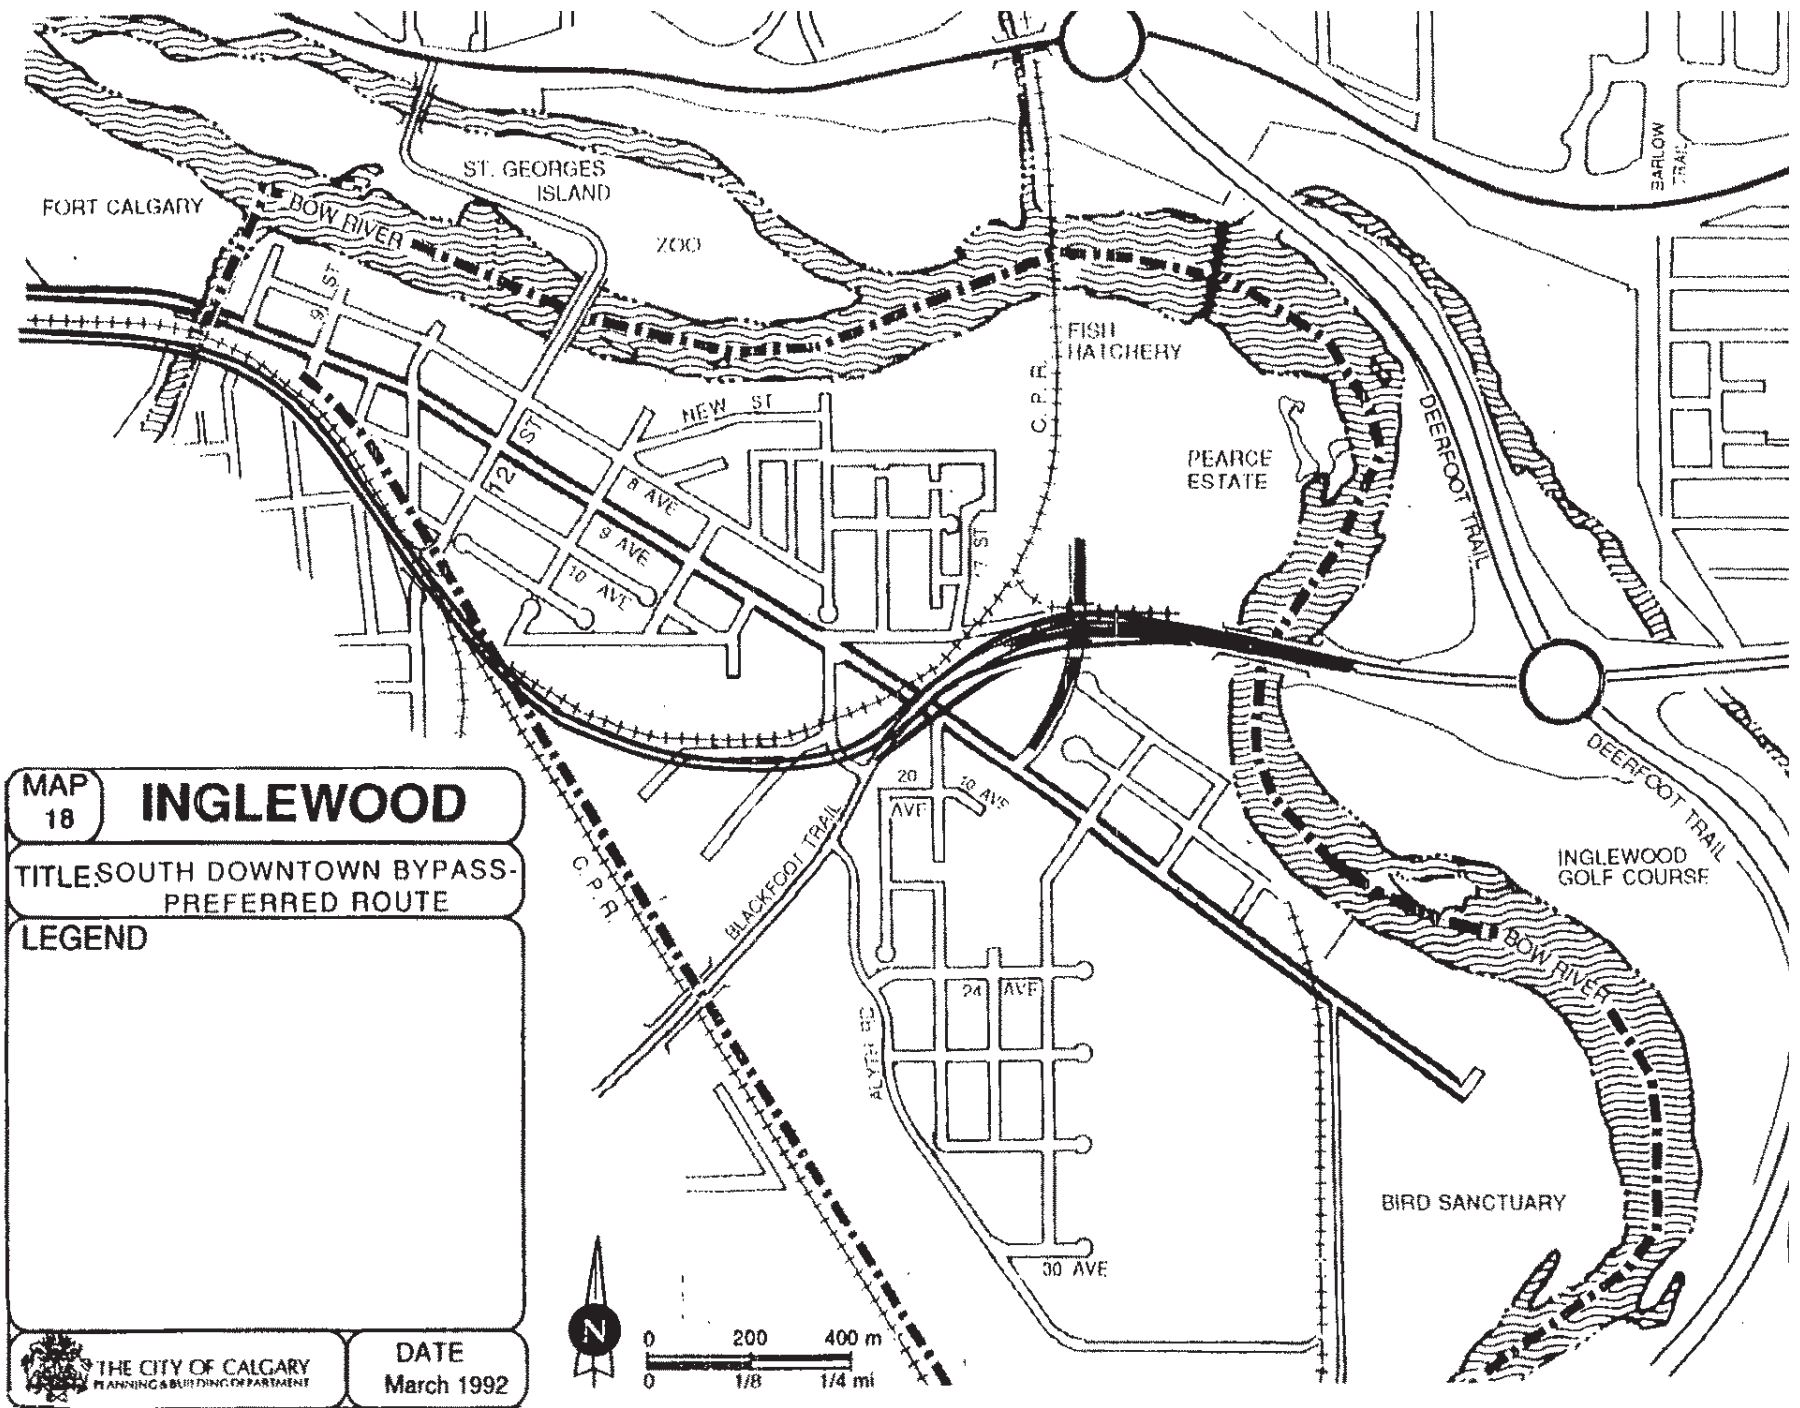 BARLOW
TRAIL
ST. GEORGES
ISLAND
FORT CALGARY
BOW RIVER
ZOO
9 ST
FISH
HATCHERY
C. P. R.
NEW ST
DEERFOOT TRAIL
12 ST
PEARCE
ESTATE
8 AVE
9 AVE
10 AVE
ST
DEERFOOT TRAIL
MAP
18
INGLEWOOD
20
AVE
19 AVE
BLACKFOOT TRAIL
C. P. R.
INGLEWOOD
GOLF COURSE
TITLE: SOUTH DOWNTOWN BYPASS-
PREFERRED ROUTE
LEGEND
BOW RIVER
24 AVE
ALYTH RD
BIRD SANCTUARY
30 AVE
N
0 200 400 m
0 1/8 1/4 mi
THE CITY OF CALGARY
PLANNING & BUILDING DEPARTMENT
DATE
March 1992